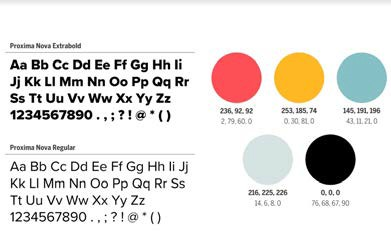 Proxima Nova Extrabold
Aa Bb Cc Dd Ee Ff Gg Hh Ii
Jj Kk Ll Mm Nn Oo Pp Qq Rr
Ss Tt Uu Vv Ww Xx Yy Zz
1234567890 . , ; ? ! @ * ( )
Proxima Nova Regular
Aa Bb Cc Dd Ee Ff Gg Hh Ii Jj
Kk Ll Mm Nn Oo Pp Qq Rr Ss
Tt Uu Vv Ww Xx Yy Zz
1234567890 . , ; ? ! @ * ( )
236, 92, 92
2, 79, 60, 0
253, 185, 74
0, 30, 81, 0
145, 191, 196
43, 11, 21, 0
216, 225, 226
14, 6, 8, 0
0, 0, 0
76, 68, 67, 90